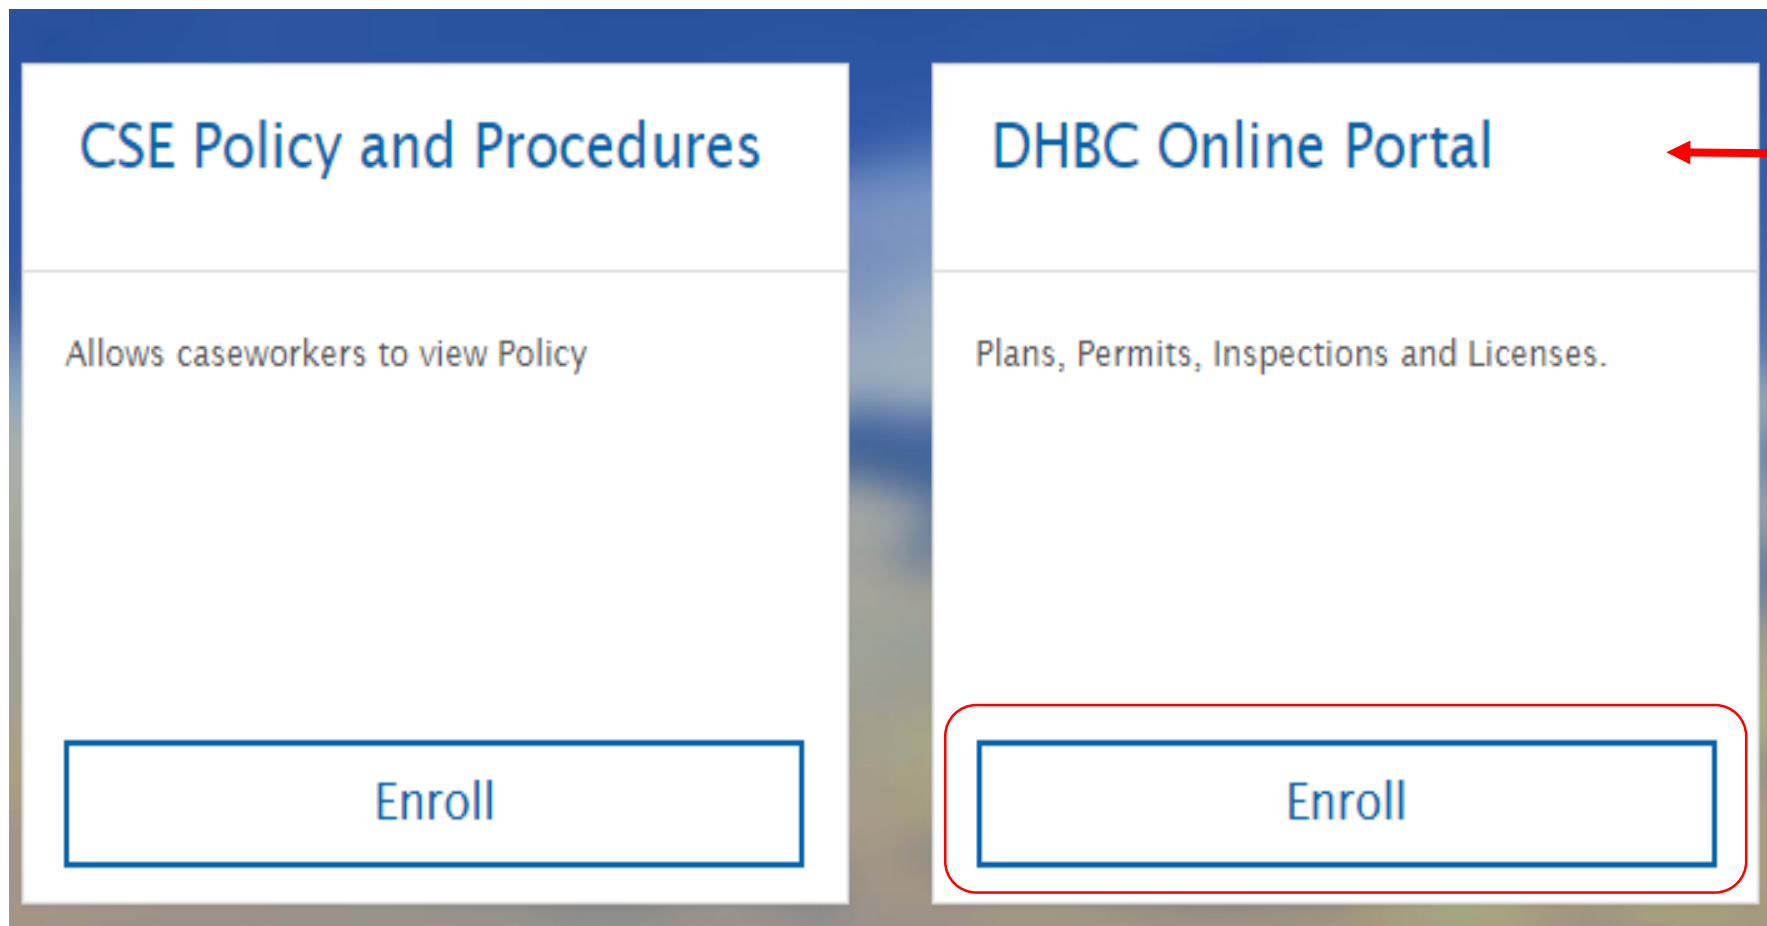 CSE Policy and Procedures
Allows caseworkers to view Policy
Enroll
DHBC Online Portal
Plans, Permits, Inspections and Licenses.
Enroll